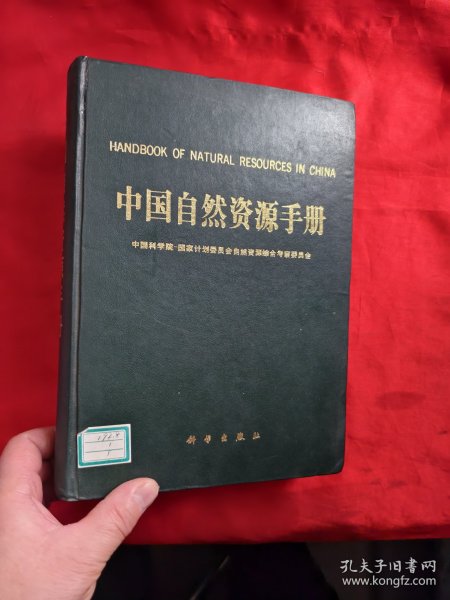 HANDBOOK OF NATURAL RESOURCES IN CHINA
中国自然资源手册
中国科学院-国家计划委员会自然资源综合考察委员会
科学出版社
1
1
孔夫子旧书网
www.kongfz.com